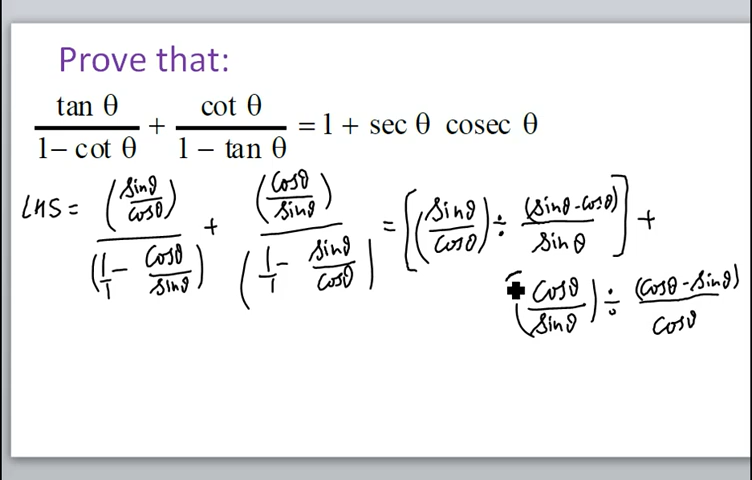 Prove that:
tan θ / (1 − cot θ) + cot θ / (1 − tan θ) = 1 + sec θ cosec θ
LHS = (sinθ/cosθ) / (1/1 − cosθ/sinθ) + (cosθ/sinθ) / (1/1 − sinθ/cosθ) = [(sinθ/cosθ) ÷ (sinθ - cosθ)/sinθ] +
(cosθ/sinθ) ÷ (cosθ - sinθ)/cosθ